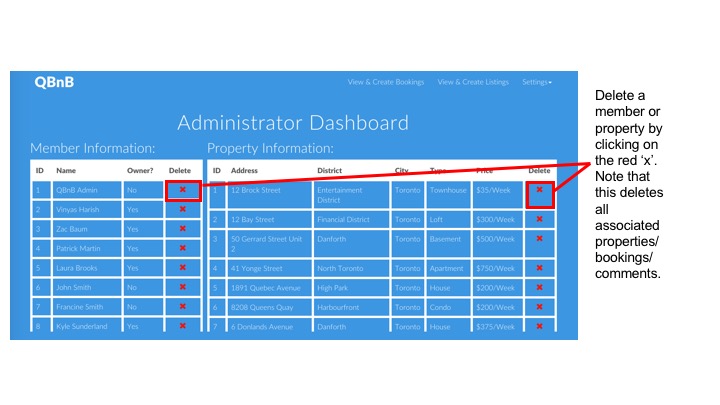 QBnB
View & Create Bookings View & Create Listings Settings
Administrator Dashboard
Member Information:
ID Name Owner? Delete
1 QBnB Admin No ✖
2 Vinyas Harish Yes ✖
3 Zac Baum Yes ✖
4 Patrick Martin Yes ✖
5 Laura Brooks Yes ✖
6 John Smith No ✖
7 Francine Smith No ✖
8 Kyle Sunderland Yes ✖
Property Information:
ID Address District City Type Price Delete
1 12 Brock Street Entertainment Toronto Townhouse $35/Week ✖
District
2 12 Bay Street Financial District Toronto Loft $300/Week ✖
3 50 Gerrard Street Unit Danforth Toronto Basement $500/Week ✖
2
4 41 Yonge Street North Toronto Toronto Apartment $750/Week ✖
5 1891 Quebec Avenue High Park Toronto House $200/Week ✖
6 8208 Queens Quay Harbourfront Toronto Condo $200/Week ✖
7 6 Donlands Avenue Danforth Toronto House $375/Week ✖
Delete a
member or
property by
clicking on
the red ‘x’.
Note that
this deletes
all
associated
properties/
bookings/
comments.